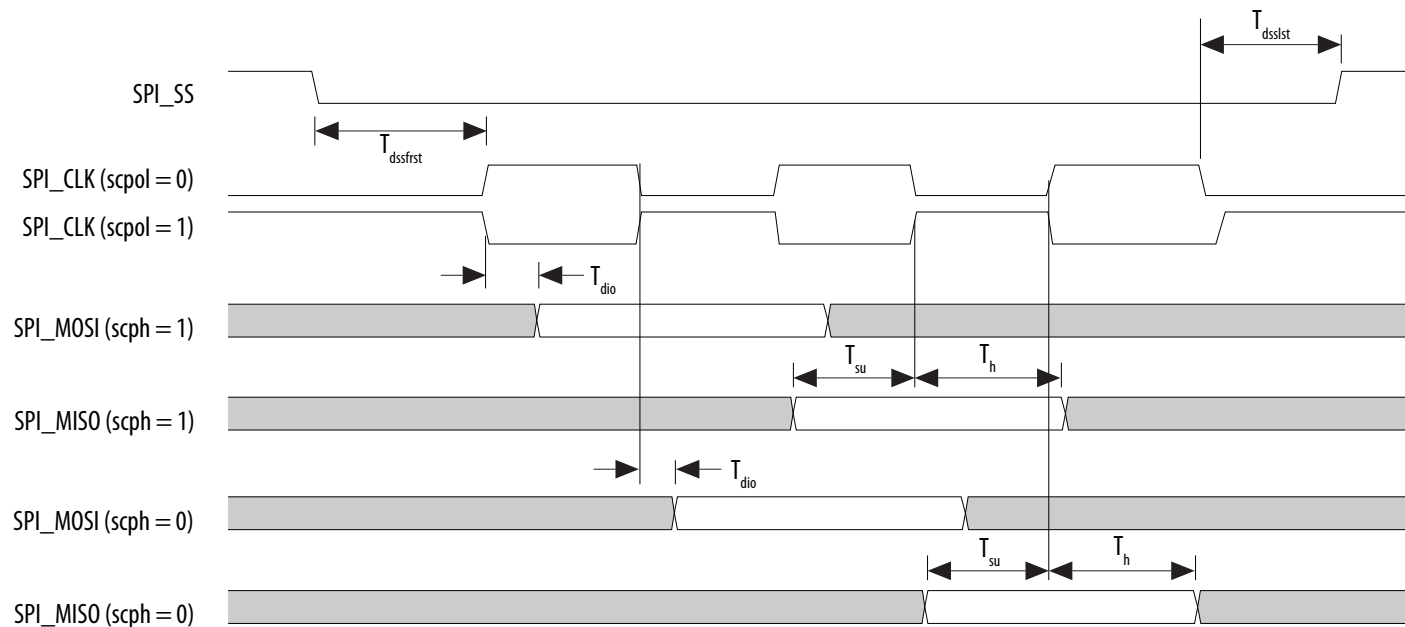 T_dsslst
SPI_SS
T_dssfrst
SPI_CLK (scpol = 0)
SPI_CLK (scpol = 1)
T_dio
SPI_MOSI (scph = 1)
T_su T_h
SPI_MISO (scph = 1)
T_dio
SPI_MOSI (scph = 0)
T_su T_h
SPI_MISO (scph = 0)